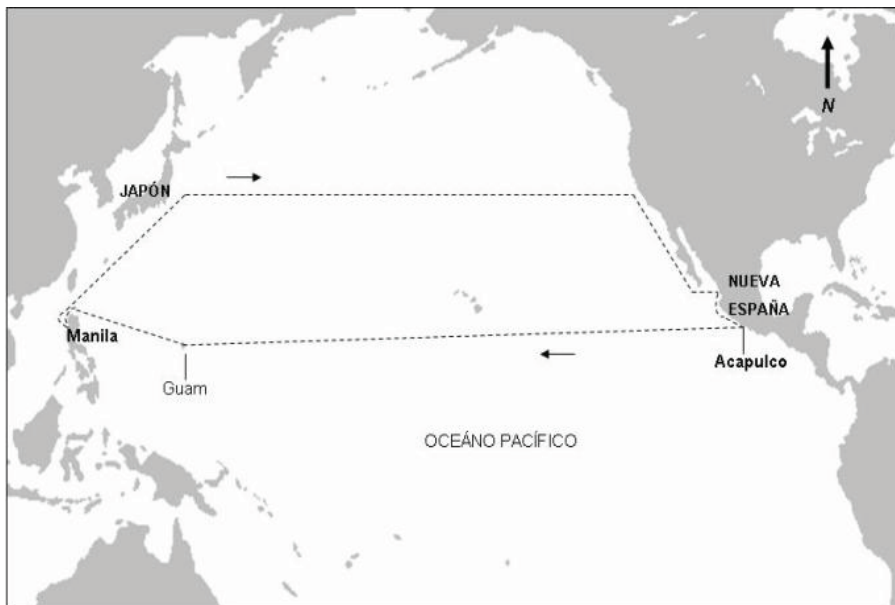 N
JAPÓN
NUEVA
ESPAÑA
Manila
Acapulco
Guam
OCEÁNO PACÍFICO